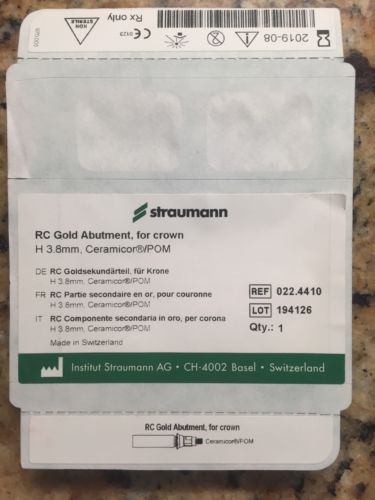 NON
STERILE
Rx only
0123
2019-08
straumann
RC Gold Abutment, for crown
H 3.8mm, Ceramicor®/POM
DE RC Goldsekundärteil, für Krone
H 3.8mm, Ceramicor®/POM
FR RC Partie secondaire en or, pour couronne
H 3.8mm, Ceramicor®/POM
IT RC Componente secondaria in oro, per corona
H 3.8mm, Ceramicor®/POM
Made in Switzerland
REF 022.4410
LOT 194126
Qty.: 1
Institut Straumann AG • CH-4002 Basel • Switzerland
RC Gold Abutment, for crown
Ceramicor®/POM